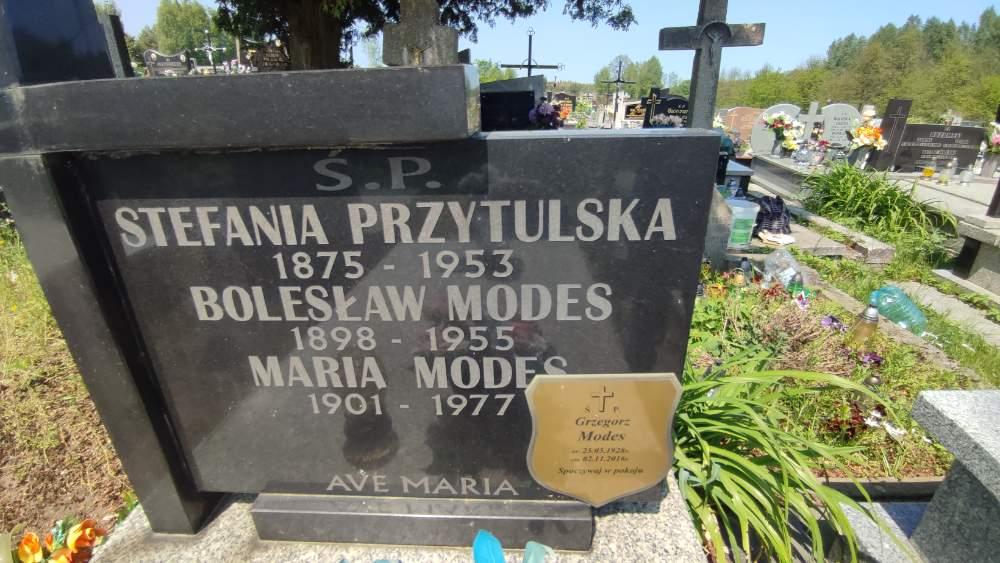 Ś.P.
STEFANIA PRZYTULSKA
1875 - 1953
BOLESŁAW MODES
1898 - 1955
MARIA MODES
1901 - 1977
AVE MARIA
Ś. P.
Grzegorz
Modes
ur. 25.05.1928r.
zm. 02.11.2016r.
Spoczywaj w pokoju